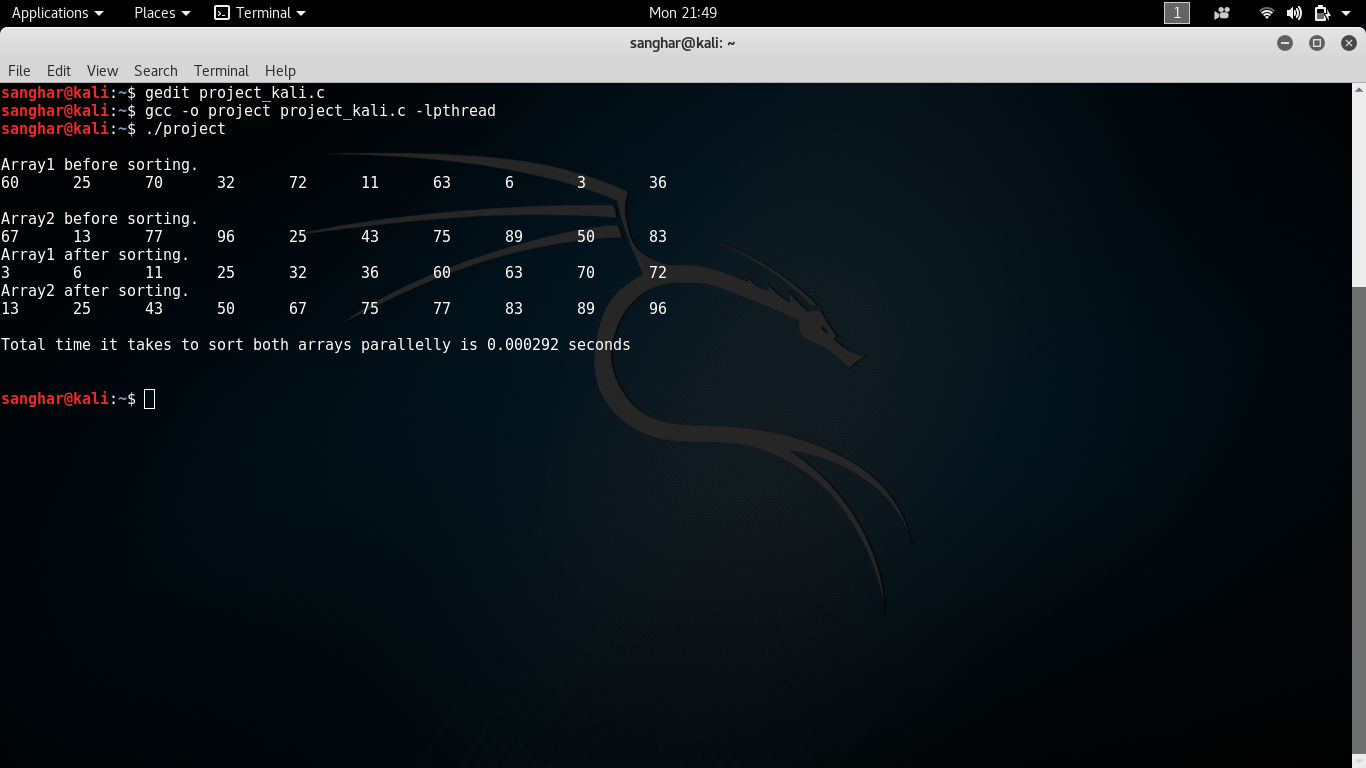 Applications Places Terminal Mon 21:49 1
sanghar@kali: ~
File Edit View Search Terminal Help
sanghar@kali:~$ gedit project_kali.c
sanghar@kali:~$ gcc -o project project_kali.c -lpthread
sanghar@kali:~$ ./project
Array1 before sorting.
60 25 70 32 72 11 63 6 3 36
Array2 before sorting.
67 13 77 96 25 43 75 89 50 83
Array1 after sorting.
3 6 11 25 32 36 60 63 70 72
Array2 after sorting.
13 25 43 50 67 75 77 83 89 96
Total time it takes to sort both arrays parallelly is 0.000292 seconds
sanghar@kali:~$